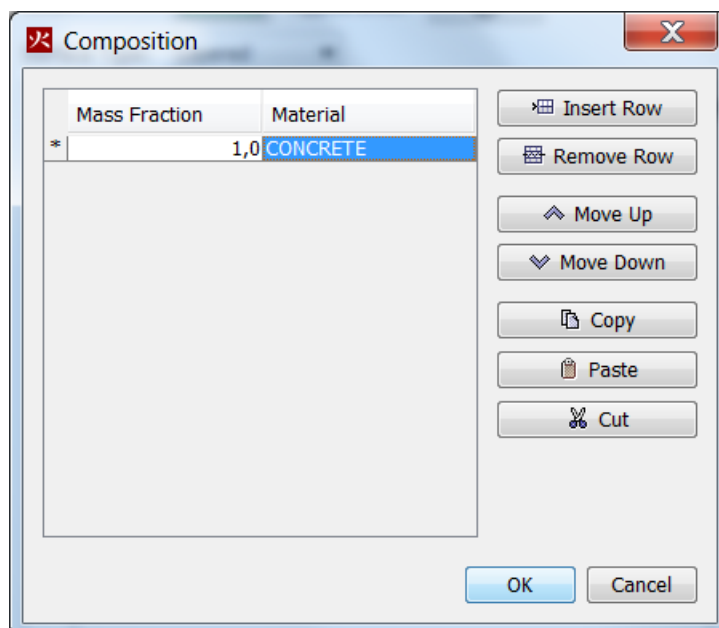 火 Composition
Mass Fraction Material
* 1,0 CONCRETE
Insert Row
Remove Row
Move Up
Move Down
Copy
Paste
Cut
OK Cancel